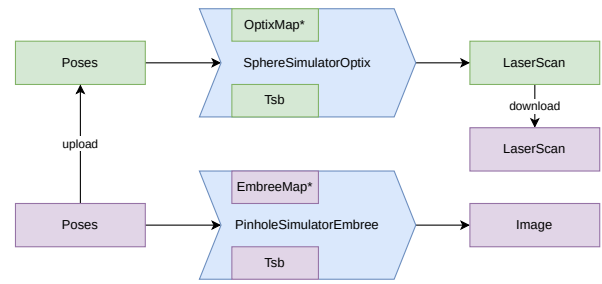 OptixMap*
Poses
SphereSimulatorOptix
LaserScan
Tsb
download
upload
LaserScan
EmbreeMap*
Poses
PinholeSimulatorEmbree
Image
Tsb